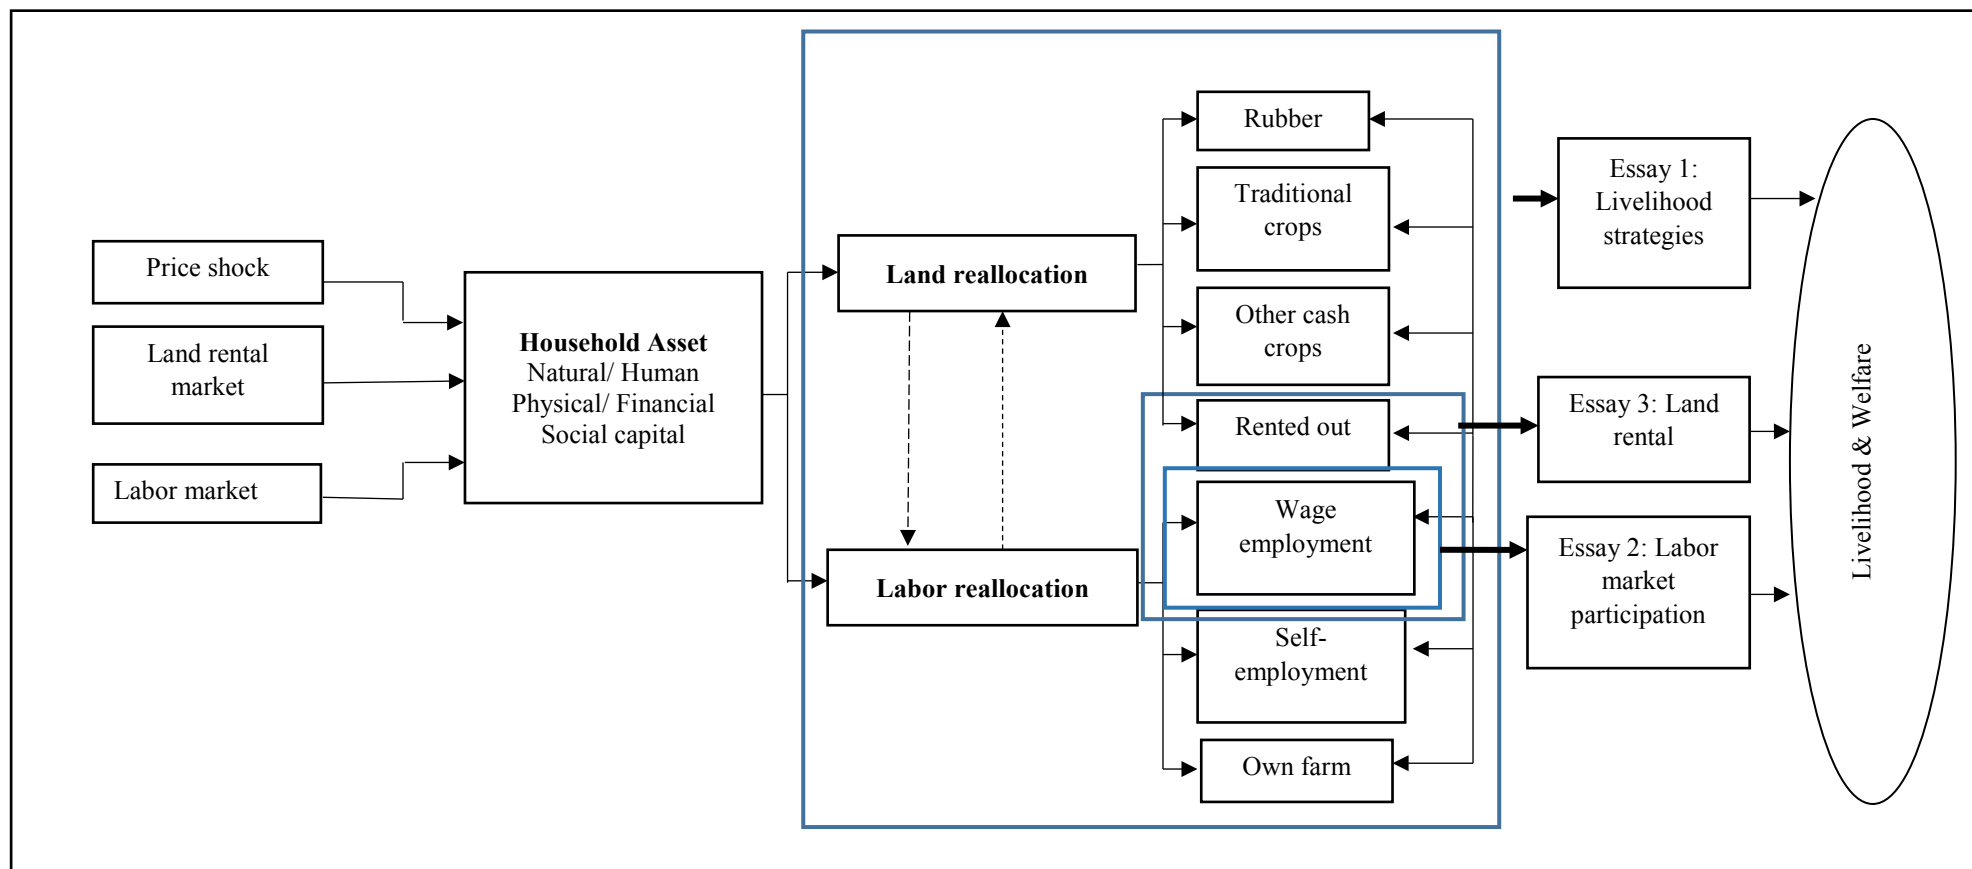 Price shock
Land rental
market
Labor market
Household Asset
Natural/ Human
Physical/ Financial
Social capital
Land reallocation
Labor reallocation
Rubber
Traditional
crops
Other cash
crops
Rented out
Wage
employment
Self-
employment
Own farm
Essay 1:
Livelihood
strategies
Essay 3: Land
rental
Essay 2: Labor
market
participation
Livelihood & Welfare